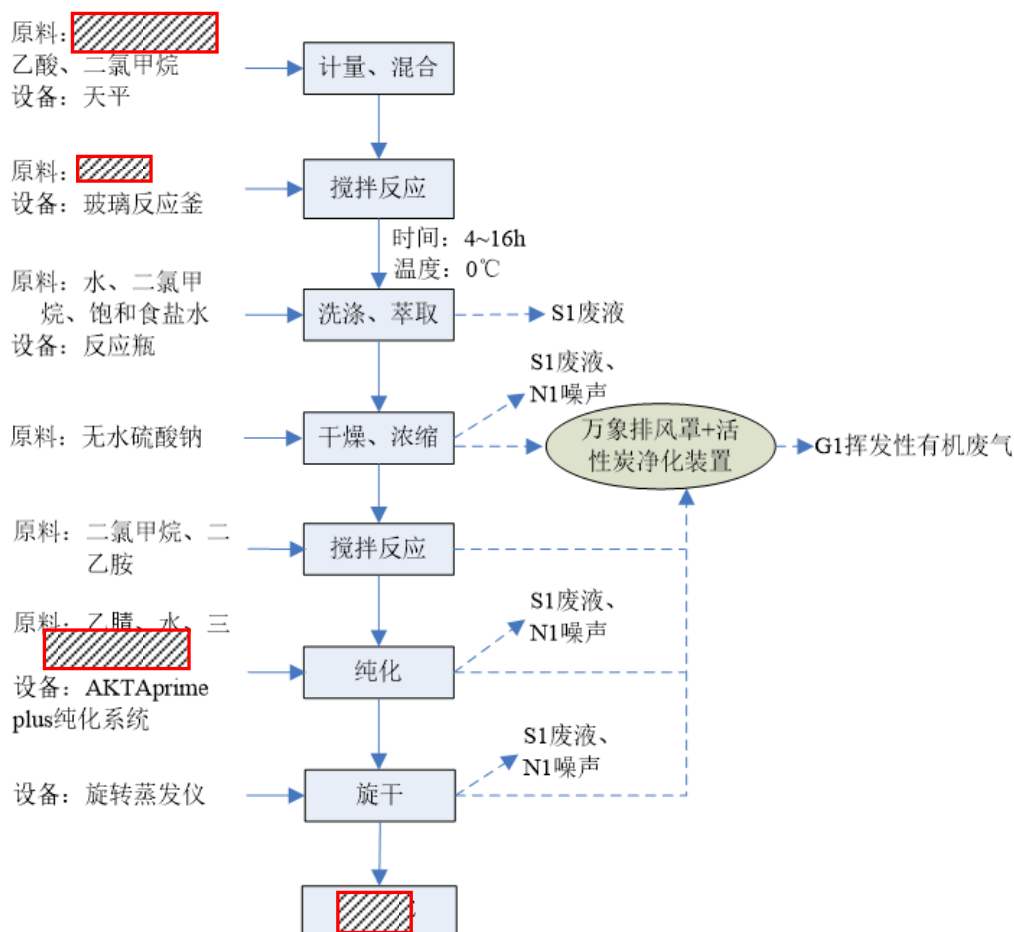 原料：
乙酸、二氯甲烷
设备：天平
计量、混合
原料：
设备：玻璃反应釜
搅拌反应
时间：4~16h
温度：0℃
原料：水、二氯甲
烷、饱和食盐水
设备：反应瓶
洗涤、萃取
S1废液
S1废液、
N1噪声
原料：无水硫酸钠
干燥、浓缩
万象排风罩+活
性炭净化装置
G1挥发性有机废气
原料：二氯甲烷、二
乙胺
搅拌反应
S1废液、
N1噪声
原料：乙腈、水、三
设备：AKTAprime
plus纯化系统
纯化
S1废液、
N1噪声
设备：旋转蒸发仪
旋干